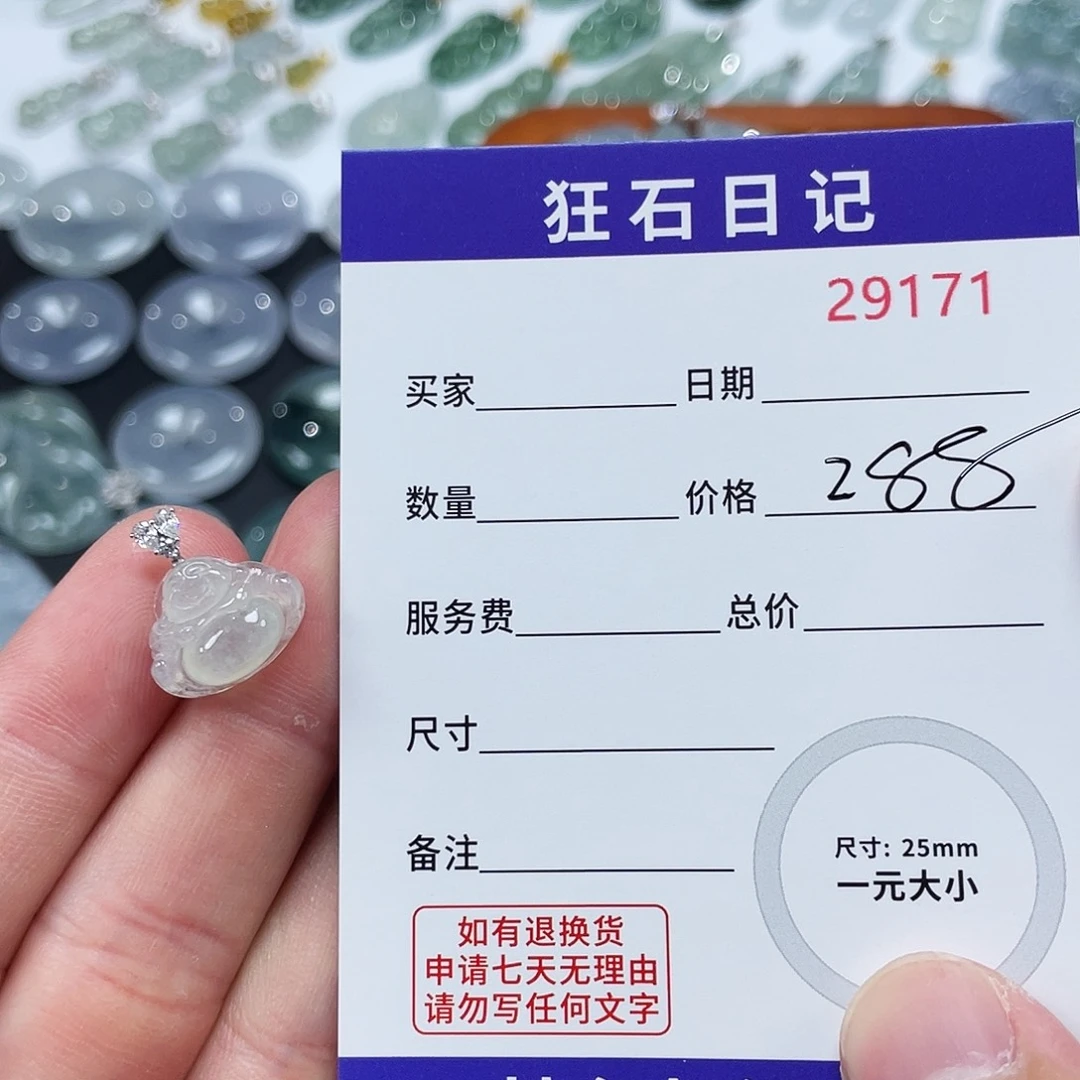 狂石日记
29171
买家 日期
数量 价格 288
服务费 总价
尺寸
备注
尺寸: 25mm
一元大小
如有退换货
申请七天无理由
请勿写任何文字